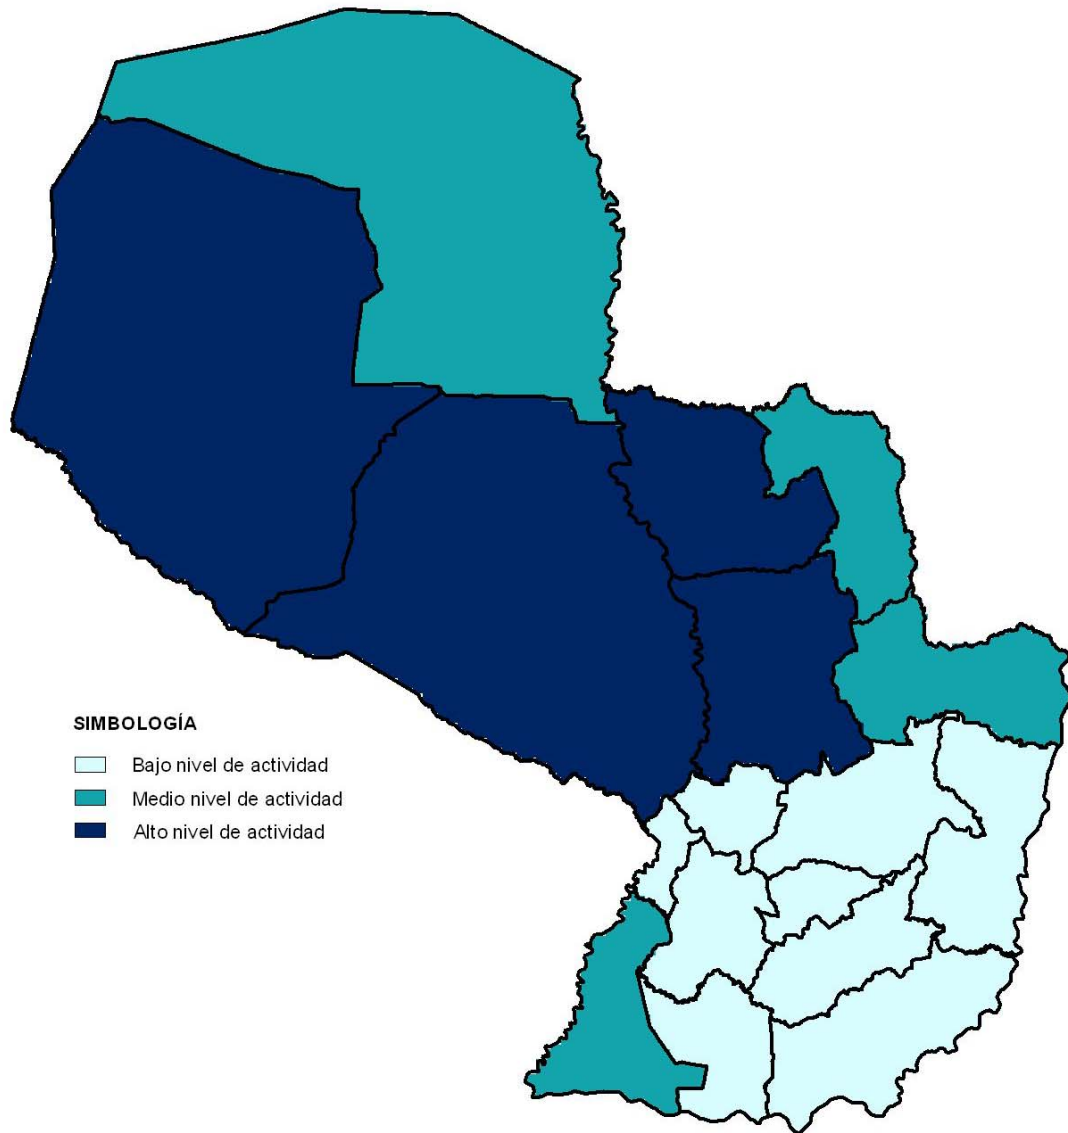 SIMBOLOGÍA
Bajo nivel de actividad
Medio nivel de actividad
Alto nivel de actividad